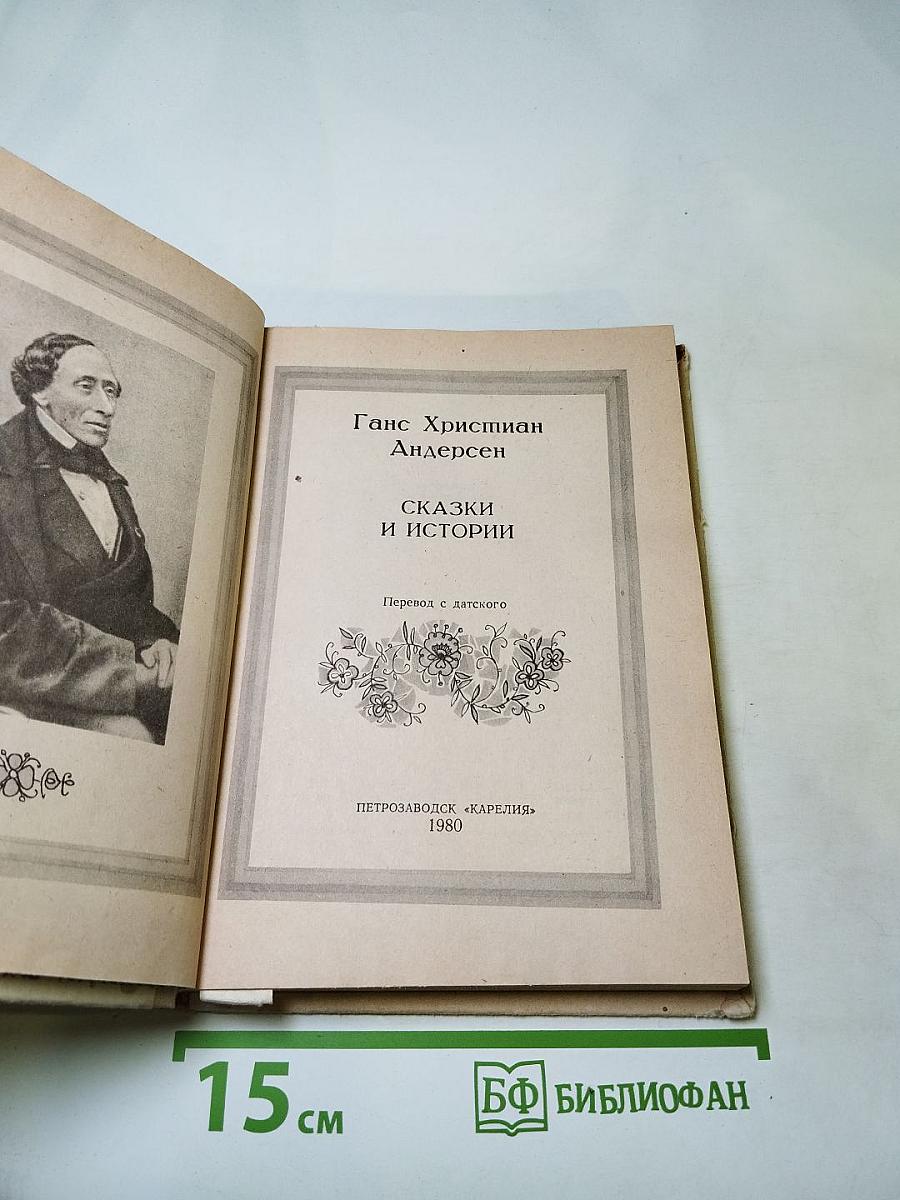 Ганс Христиан
Андерсен
СКАЗКИ
И ИСТОРИИ
Перевод с датского
ПЕТРОЗАВОДСК «КАРЕЛИЯ»
1980
15 см
БФ БИБЛИОФАН